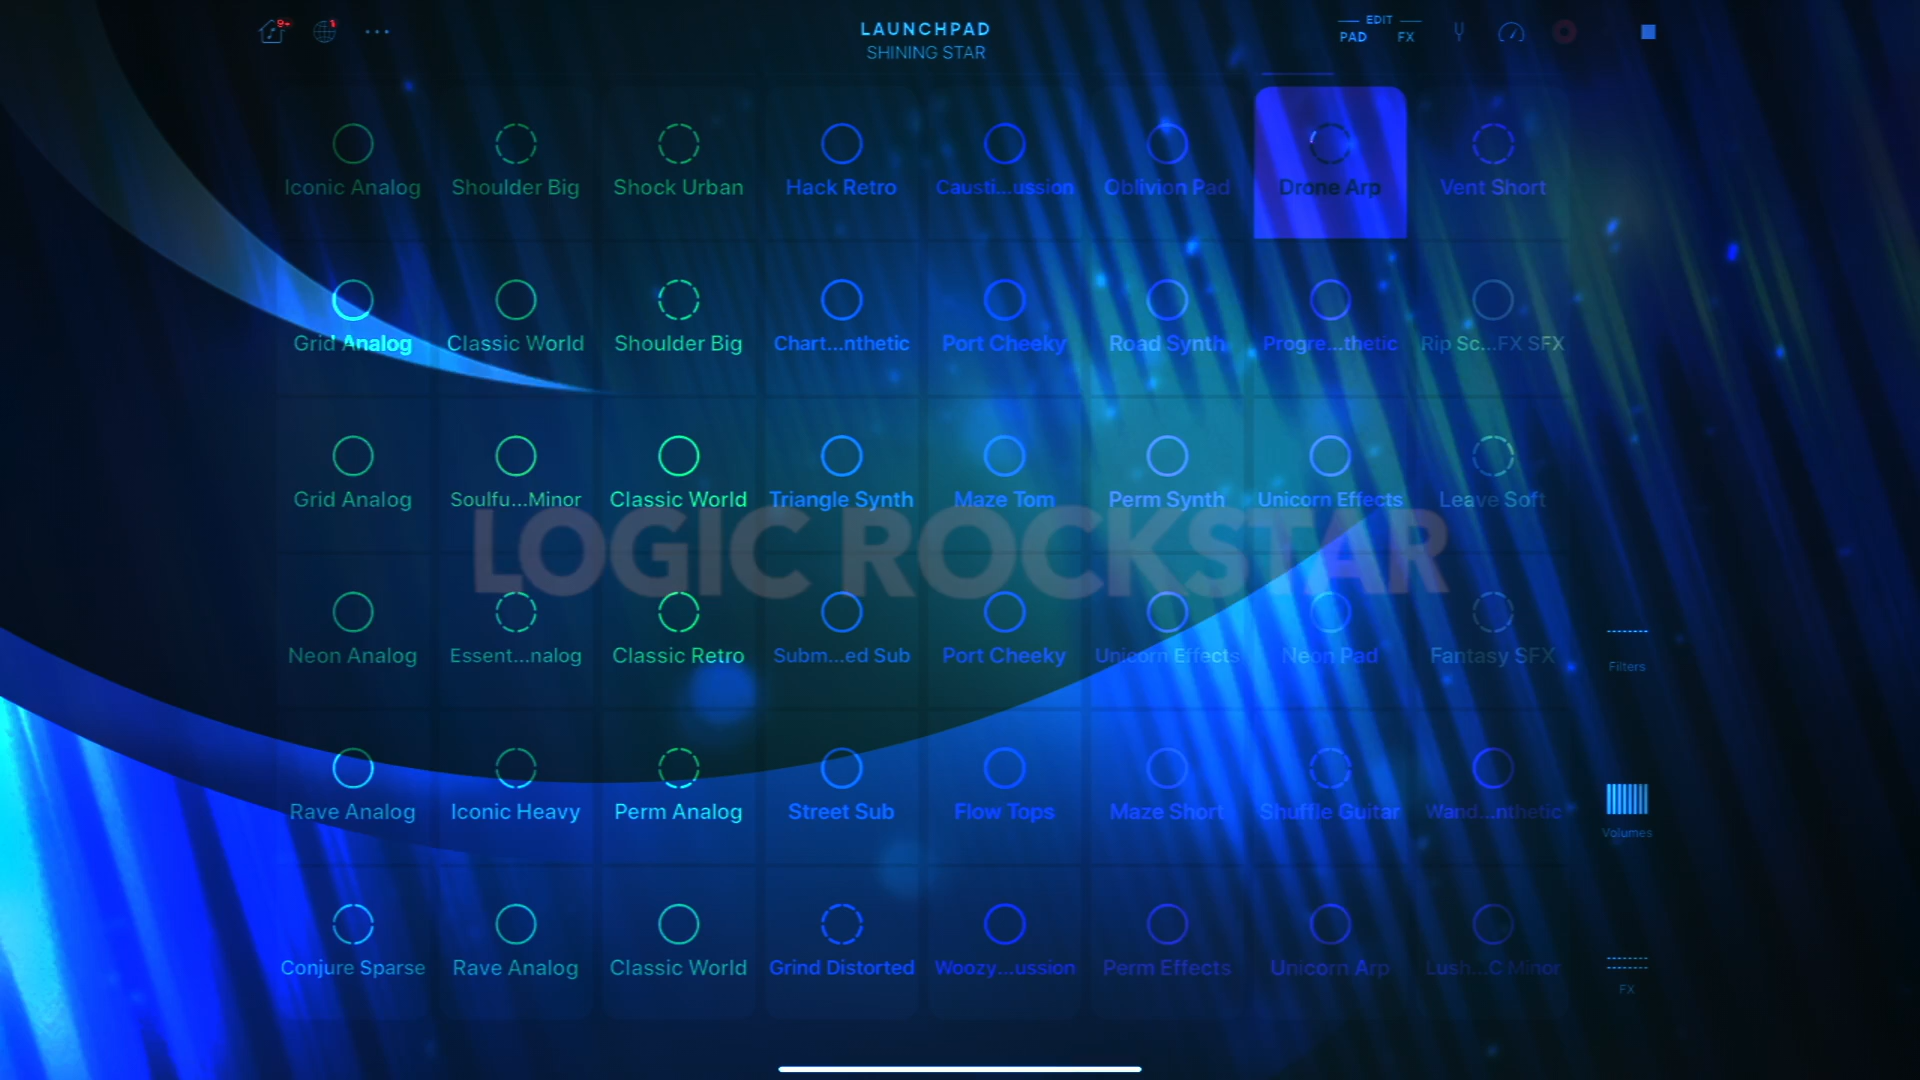 9+
1
LAUNCHPAD
SHINING STAR
EDIT
PAD FX
Iconic Analog Shoulder Big Shock Urban Hack Retro Causti...ussion Oblivion Pad Drone Arp Vent Short
Grid Analog Classic World Shoulder Big Chart...nthetic Port Cheeky Road Synth Progre...thetic Rip Sc...FX SFX
Grid Analog Soulfu...Minor Classic World Triangle Synth Maze Tom Perm Synth Unicorn Effects Leave Soft
LOGIC ROCKSTAR
Neon Analog Essent...nalog Classic Retro Subm...ed Sub Port Cheeky Unicorn Effects Neon Pad Fantasy SFX
Filters
Rave Analog Iconic Heavy Perm Analog Street Sub Flow Tops Maze Short Shuffle Guitar Wand...nthetic
Volumes
Conjure Sparse Rave Analog Classic World Grind Distorted Woozy...ussion Perm Effects Unicorn Arp Lush...C Minor
FX